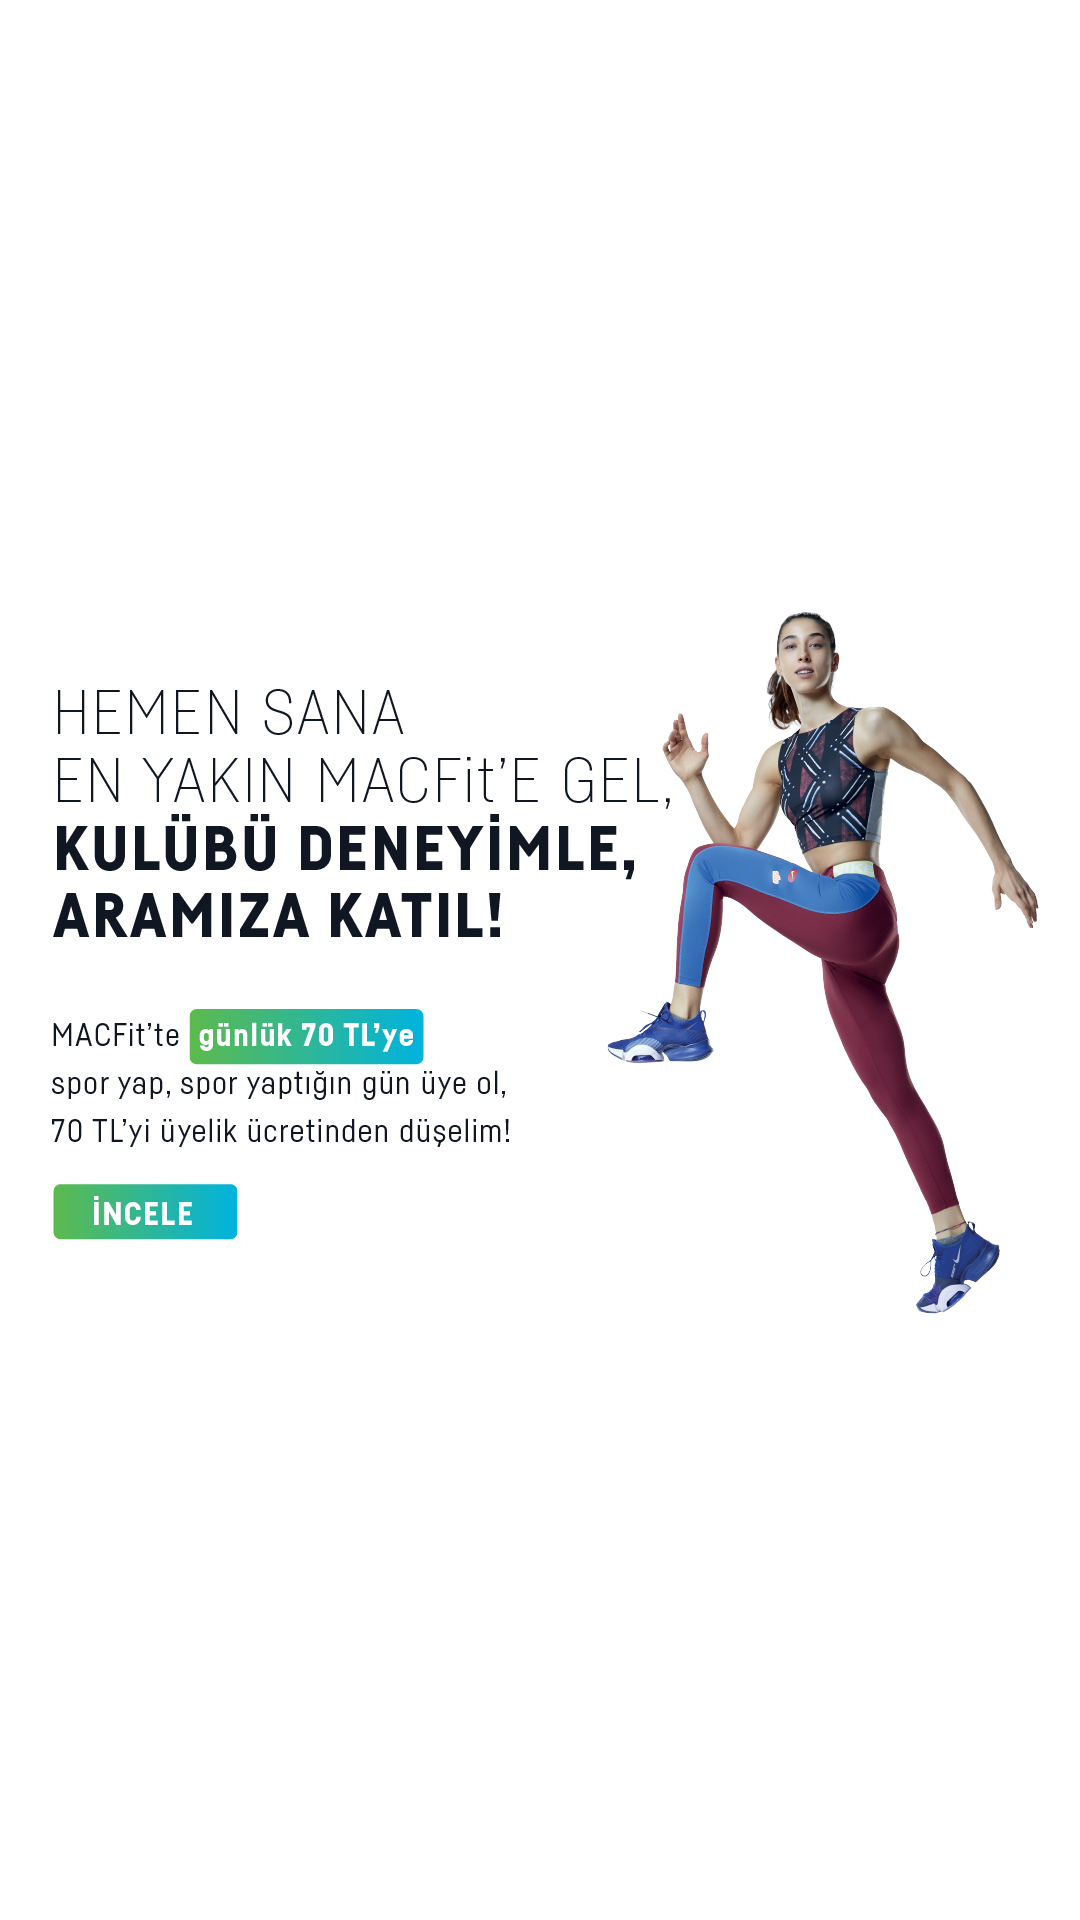 HEMEN SANA
EN YAKIN MACFit’E GEL,
KULÜBÜ DENEYİMLE,
ARAMIZA KATIL!
MACFit’te günlük 70 TL’ye
spor yap, spor yaptığın gün üye ol,
70 TL’yi üyelik ücretinden düşelim!
İNCELE